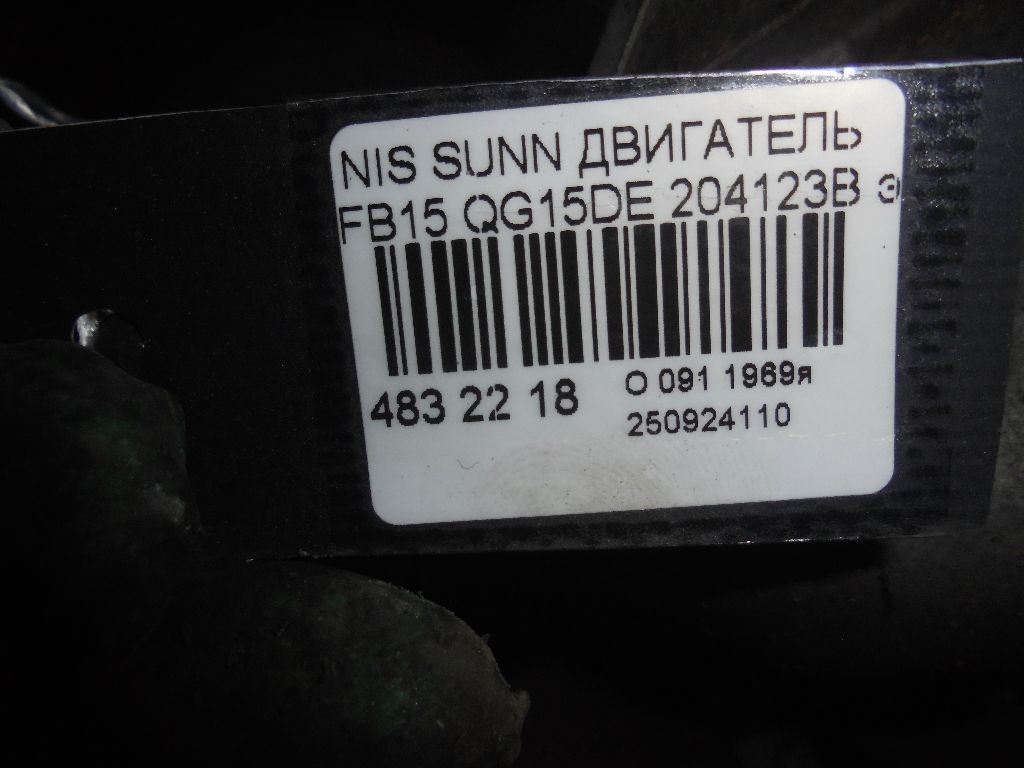 NIS SUNN ДВИГАТЕЛЬ
FB15 QG15DE 204123B э
483 22 18
О 091 1969я
250924110